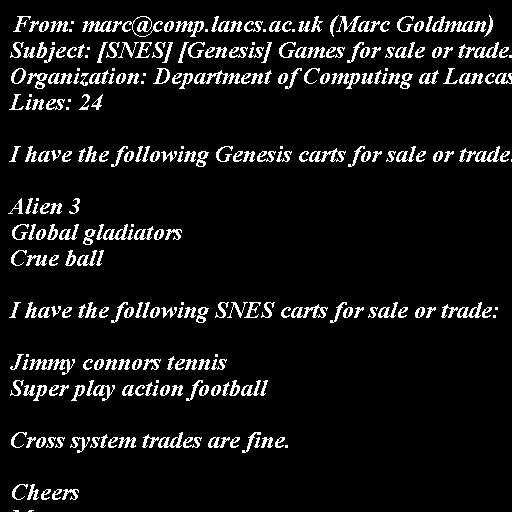 From: marc@comp.lancs.ac.uk (Marc Goldman)
Subject: [SNES] [Genesis] Games for sale or trade.
Organization: Department of Computing at Lancas
Lines: 24
I have the following Genesis carts for sale or trade:
Alien 3
Global gladiators
Crue ball
I have the following SNES carts for sale or trade:
Jimmy connors tennis
Super play action football
Cross system trades are fine.
Cheers